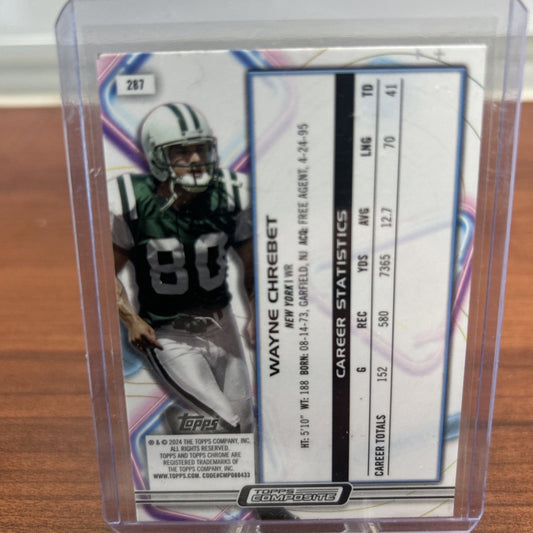 287
80
WAYNE CHREBET
NEW YORK | WR
HT: 5'10" WT: 188 BORN: 08-14-73, GARFIELD, NJ ACQ: FREE AGENT, 4-24-95
CAREER STATISTICS
G REC YDS AVG LNG TD
CAREER TOTALS 152 580 7365 12.7 70 41
Topps
® & © 2024 THE TOPPS COMPANY, INC.
ALL RIGHTS RESERVED.
TOPPS AND TOPPS CHROME ARE
REGISTERED TRADEMARKS OF
THE TOPPS COMPANY, INC.
WWW.TOPPS.COM. CODE#CMP068433
TOPPS
COMPOSITE